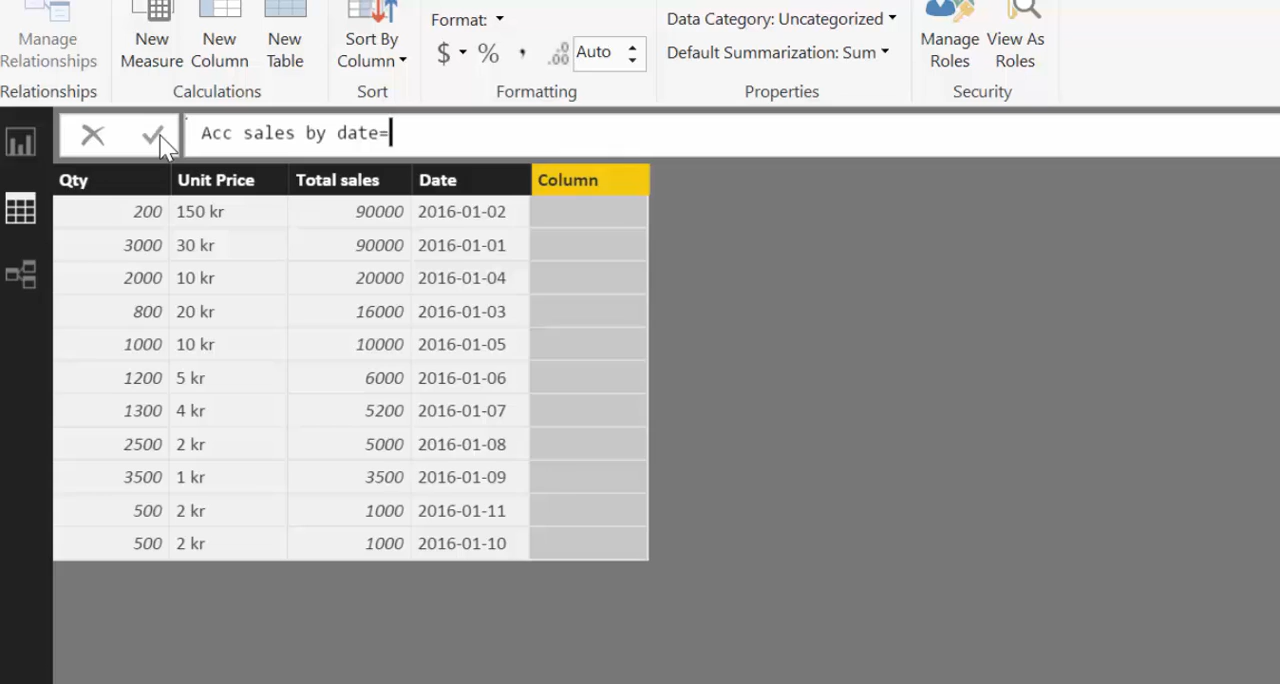 Manage
Relationships
Relationships
New
Measure
New
Column
New
Table
Calculations
Sort By
Column
Sort
Format:
$ % , .00 Auto
Formatting
Data Category: Uncategorized
Default Summarization: Sum
Properties
Manage
Roles
View As
Roles
Security
Acc sales by date=
Qty Unit Price Total sales Date Column
200 150 kr 90000 2016-01-02
3000 30 kr 90000 2016-01-01
2000 10 kr 20000 2016-01-04
800 20 kr 16000 2016-01-03
1000 10 kr 10000 2016-01-05
1200 5 kr 6000 2016-01-06
1300 4 kr 5200 2016-01-07
2500 2 kr 5000 2016-01-08
3500 1 kr 3500 2016-01-09
500 2 kr 1000 2016-01-11
500 2 kr 1000 2016-01-10